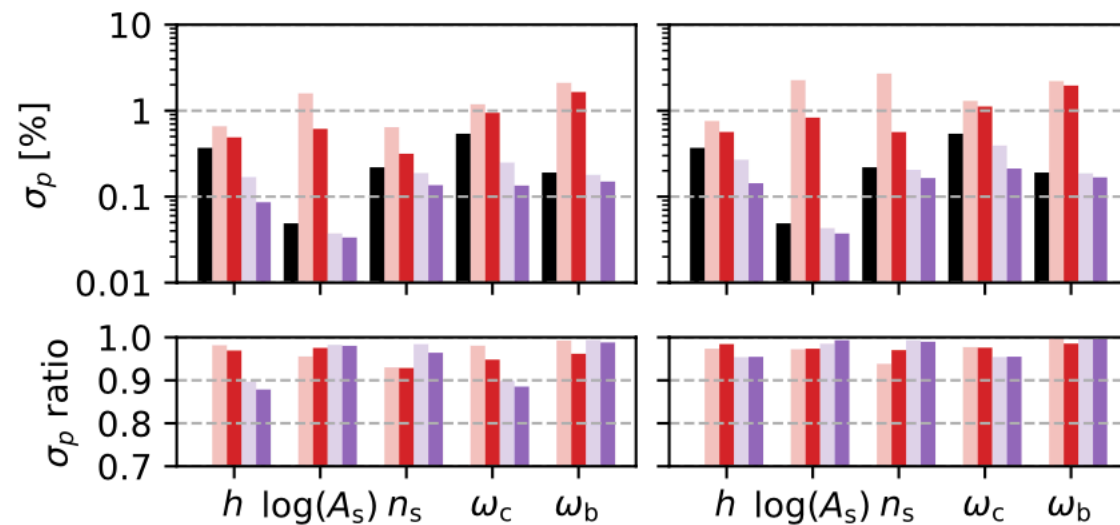 σ_p [%]
10
1
0.1
0.01
σ_p ratio
1.0
0.9
0.8
0.7
h log(A_s) n_s ω_c ω_b
h log(A_s) n_s ω_c ω_b